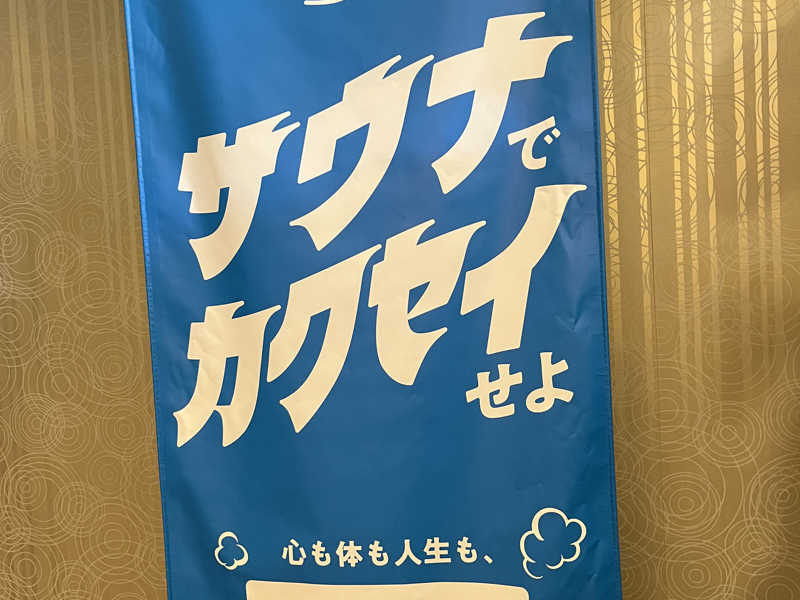 サウナで
カクセイ
せよ
心も体も人生も、